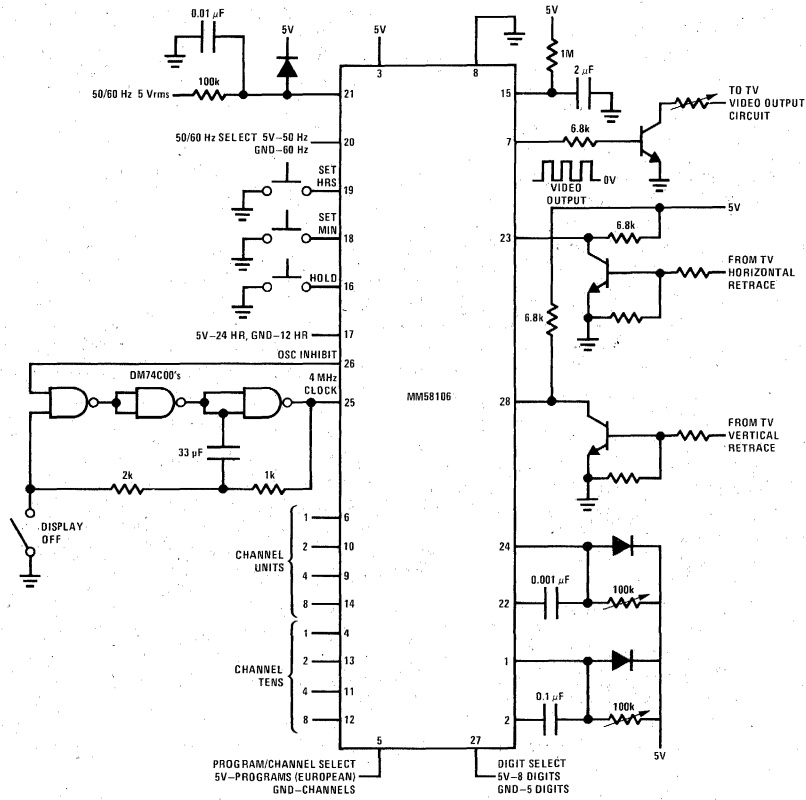 0.01 μF
5V
100k
50/60 Hz 5 Vrms
21
50/60 Hz SELECT 5V–50 Hz
GND–60 Hz
20
SET
HRS
19
SET
MIN
18
HOLD
16
5V–24 HR, GND–12 HR
17
OSC INHIBIT
26
DM74C00's
4 MHz
CLOCK
25
33 μF
2k
1k
DISPLAY
OFF
CHANNEL
UNITS
1
6
2
10
4
9
8
14
CHANNEL
TENS
1
4
2
13
4
11
8
12
5V
3
8
MM58106
5
PROGRAM/CHANNEL SELECT
5V–PROGRAMS (EUROPEAN)
GND–CHANNELS
27
DIGIT SELECT
5V–8 DIGITS
GND–5 DIGITS
5V
1M
2 μF
15
7
6.8k
TO TV
VIDEO OUTPUT
CIRCUIT
0V
VIDEO
OUTPUT
5V
23
6.8k
FROM TV
HORIZONTAL
RETRACE
6.8k
28
FROM TV
VERTICAL
RETRACE
24
0.001 μF
100k
22
1
0.1 μF
100k
2
5V